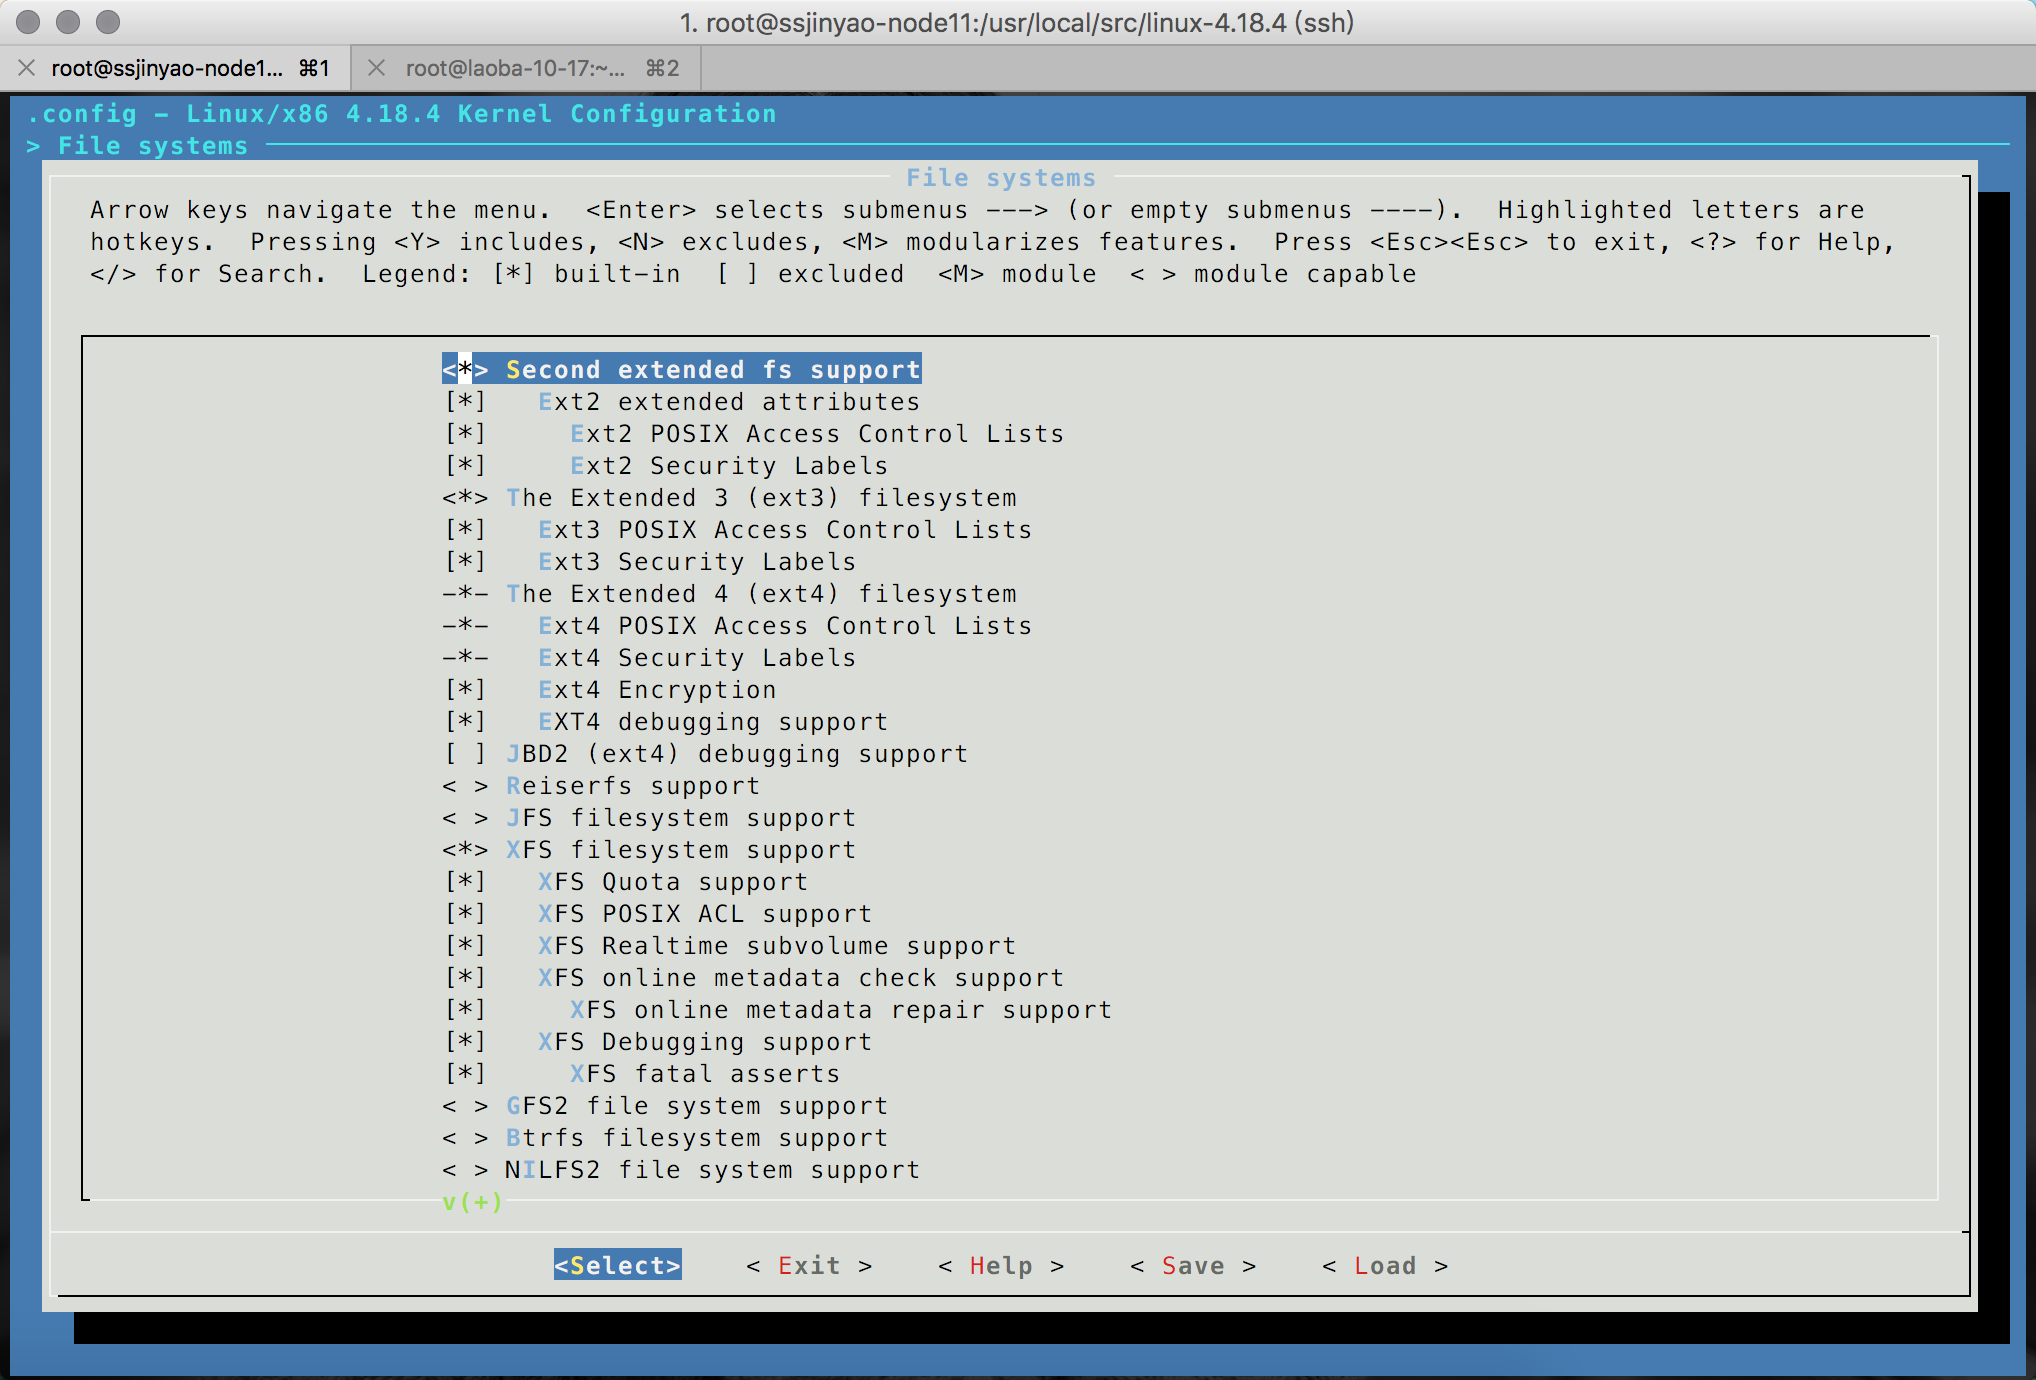 1. root@ssjinyao-node11:/usr/local/src/linux-4.18.4 (ssh)
root@ssjinyao-node1... ⌘1 root@laoba-10-17:~... ⌘2
.config - Linux/x86 4.18.4 Kernel Configuration
> File systems
File systems
Arrow keys navigate the menu.  <Enter> selects submenus ---> (or empty submenus ----).  Highlighted letters are
hotkeys.  Pressing <Y> includes, <N> excludes, <M> modularizes features.  Press <Esc><Esc> to exit, <?> for Help,
</> for Search.  Legend: [*] built-in  [ ] excluded  <M> module  < > module capable
<*> Second extended fs support
[*]   Ext2 extended attributes
[*]     Ext2 POSIX Access Control Lists
[*]     Ext2 Security Labels
<*> The Extended 3 (ext3) filesystem
[*]   Ext3 POSIX Access Control Lists
[*]   Ext3 Security Labels
-*- The Extended 4 (ext4) filesystem
-*-   Ext4 POSIX Access Control Lists
-*-   Ext4 Security Labels
[*]   Ext4 Encryption
[*]   EXT4 debugging support
[ ] JBD2 (ext4) debugging support
< > Reiserfs support
< > JFS filesystem support
<*> XFS filesystem support
[*]   XFS Quota support
[*]   XFS POSIX ACL support
[*]   XFS Realtime subvolume support
[*]   XFS online metadata check support
[*]     XFS online metadata repair support
[*]   XFS Debugging support
[*]     XFS fatal asserts
< > GFS2 file system support
< > Btrfs filesystem support
< > NILFS2 file system support
v(+)
<Select>    < Exit >    < Help >    < Save >    < Load >